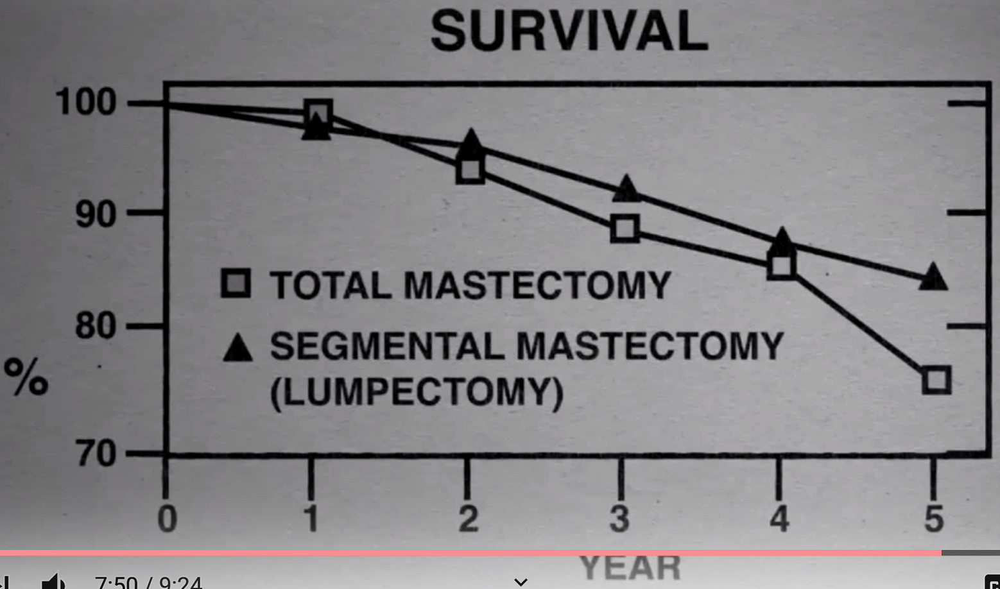 SURVIVAL
100
90
80
%
70
TOTAL MASTECTOMY
SEGMENTAL MASTECTOMY
(LUMPECTOMY)
0 1 2 3 4 5
YEAR
7:50 / 9:24